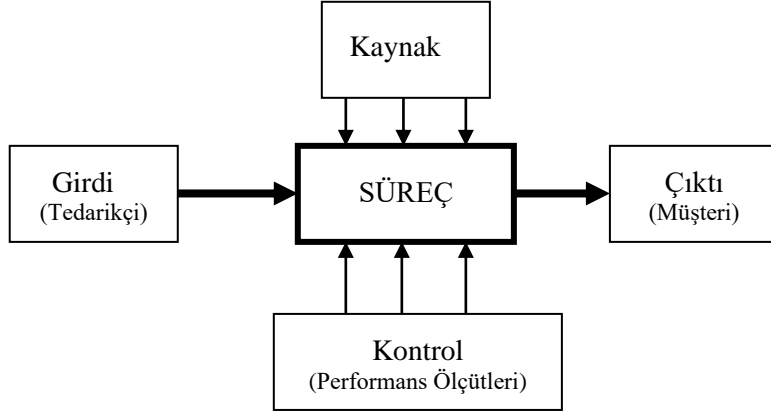 Kaynak
Girdi
(Tedarikçi)
SÜREÇ
Çıktı
(Müşteri)
Kontrol
(Performans Ölçütleri)